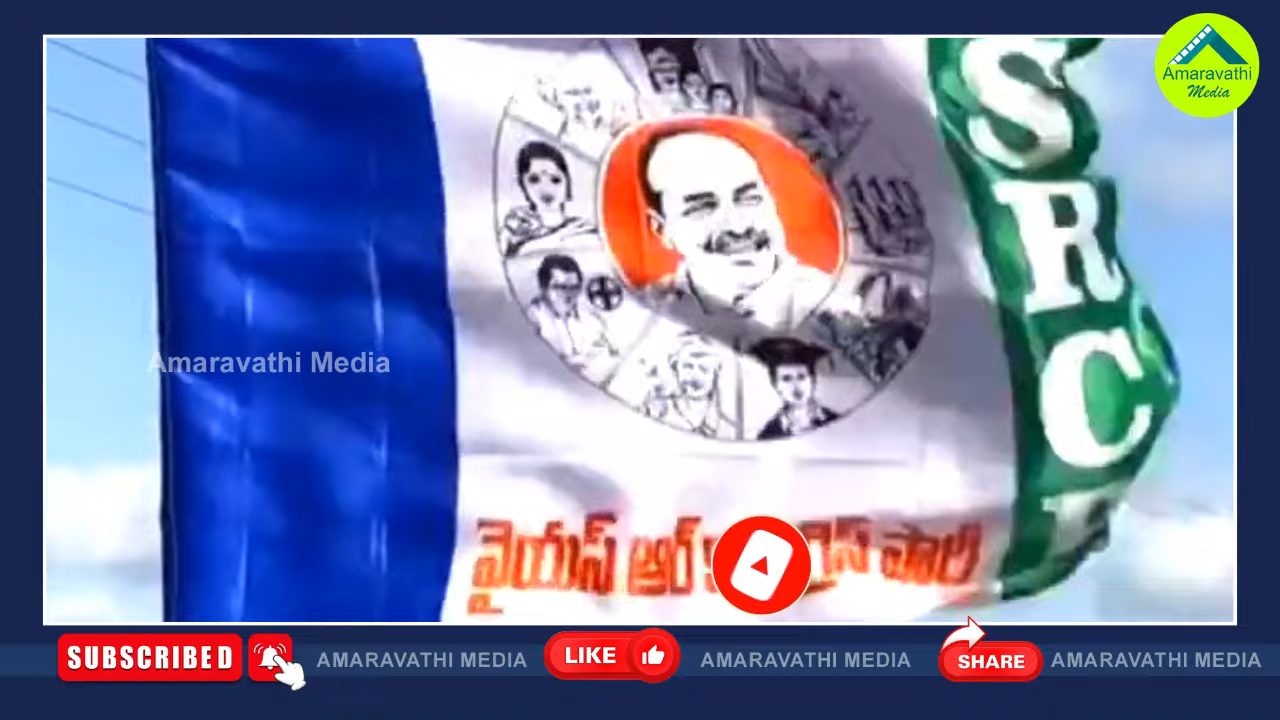 Amaravathi
Media
SRC
Amaravathi Media
వైయస్ ఆర్
పార్టీ
SUBSCRIBED
AMARAVATHI MEDIA
LIKE
AMARAVATHI MEDIA
SHARE
AMARAVATHI MEDIA